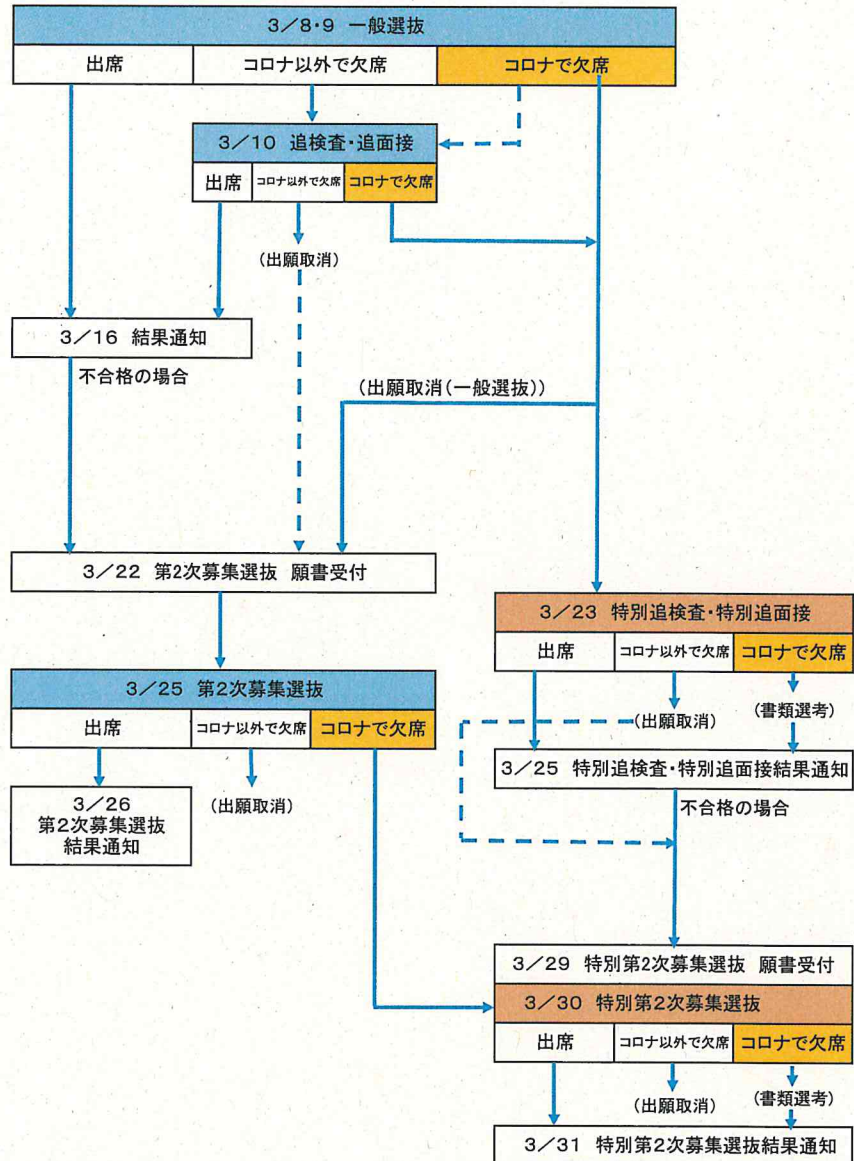 3/8・9 一般選抜
出席
コロナ以外で欠席
コロナで欠席
3/10 追検査・追面接
出席
コロナ以外で欠席
コロナで欠席
(出願取消)
3/16 結果通知
不合格の場合
(出願取消(一般選抜))
3/22 第2次募集選抜 願書受付
3/23 特別追検査・特別追面接
出席
コロナ以外で欠席
コロナで欠席
(出願取消)
(書類選考)
3/25 特別追検査・特別追面接結果通知
不合格の場合
3/25 第2次募集選抜
出席
コロナ以外で欠席
コロナで欠席
(出願取消)
3/26
第2次募集選抜
結果通知
3/29 特別第2次募集選抜 願書受付
3/30 特別第2次募集選抜
出席
コロナ以外で欠席
コロナで欠席
(出願取消)
(書類選考)
3/31 特別第2次募集選抜結果通知